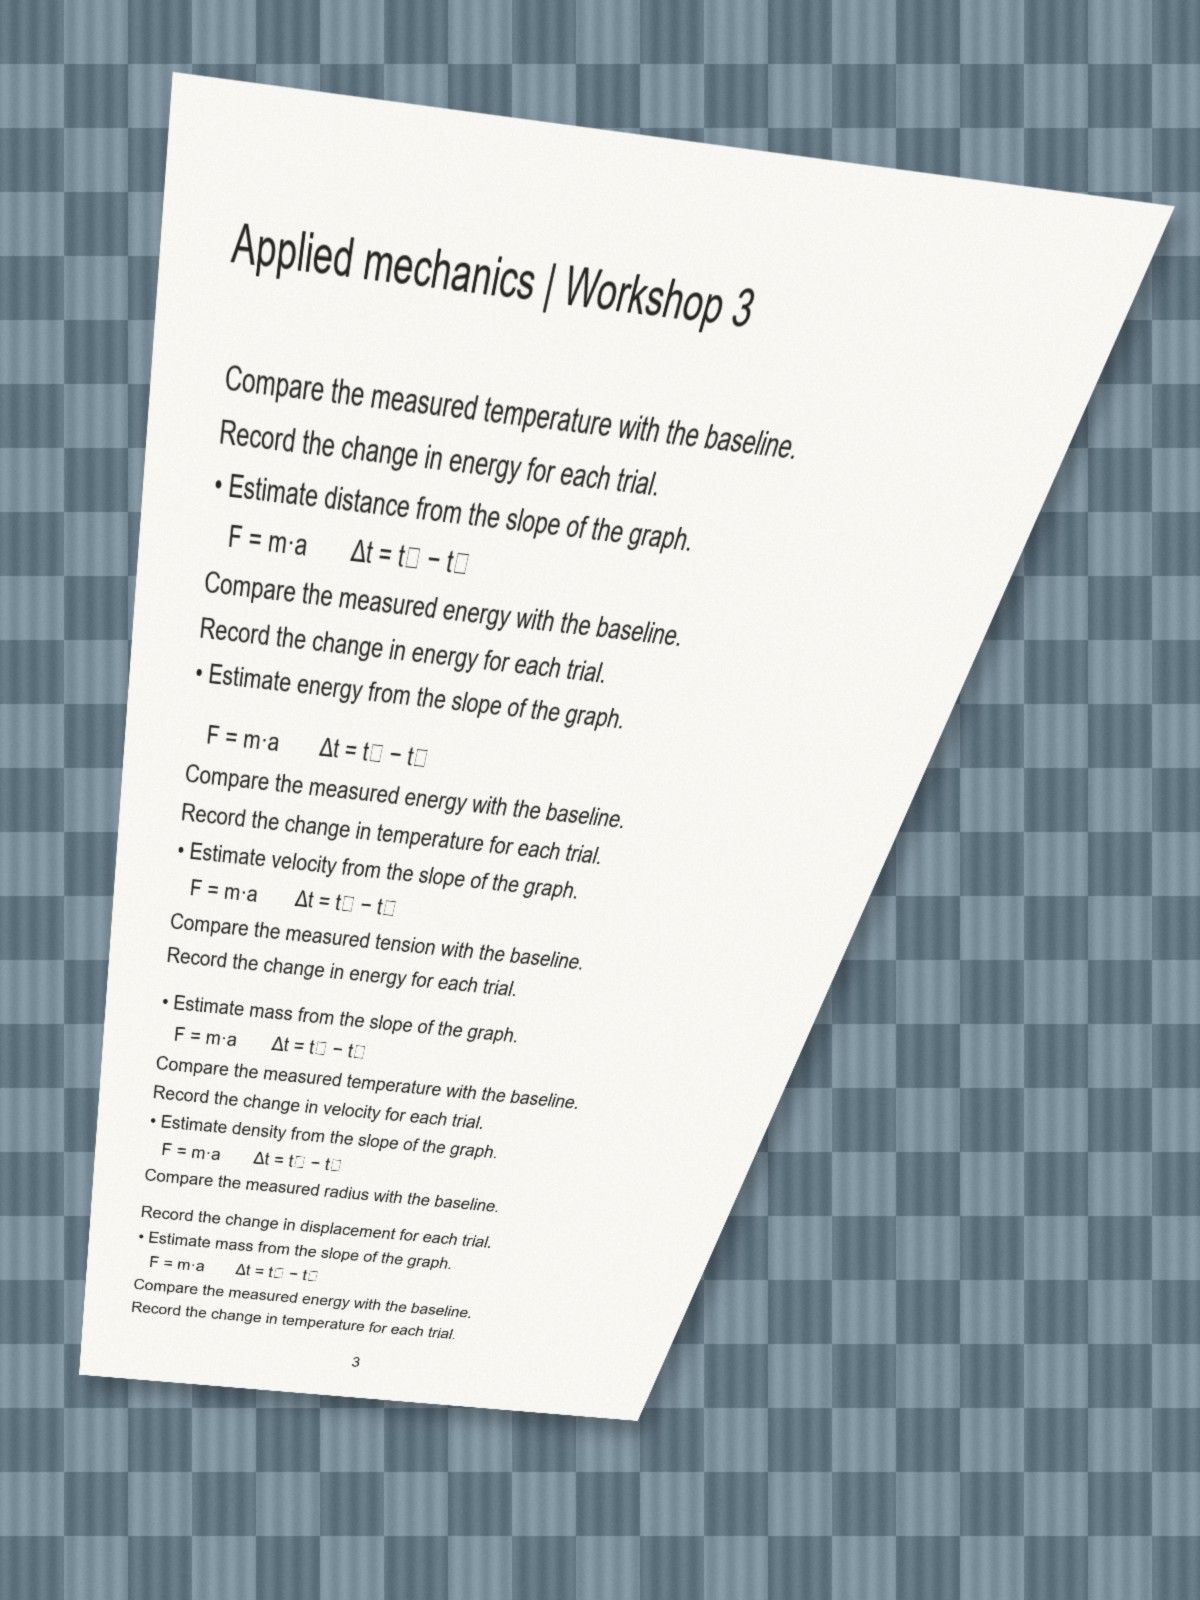 Applied mechanics | Workshop 3
Compare the measured temperature with the baseline.
Record the change in energy for each trial.
• Estimate distance from the slope of the graph.
F = m·a Δt = t□ − t□
Compare the measured energy with the baseline.
Record the change in energy for each trial.
• Estimate energy from the slope of the graph.
F = m·a Δt = t□ − t□
Compare the measured energy with the baseline.
Record the change in temperature for each trial.
• Estimate velocity from the slope of the graph.
F = m·a Δt = t□ − t□
Compare the measured tension with the baseline.
Record the change in energy for each trial.
• Estimate mass from the slope of the graph.
F = m·a Δt = t□ − t□
Compare the measured temperature with the baseline.
Record the change in velocity for each trial.
• Estimate density from the slope of the graph.
F = m·a Δt = t□ − t□
Compare the measured radius with the baseline.
Record the change in displacement for each trial.
• Estimate mass from the slope of the graph.
F = m·a Δt = t□ − t□
Compare the measured energy with the baseline.
Record the change in temperature for each trial.
3